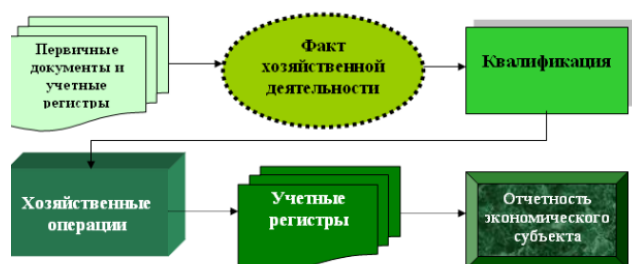 Первичные
документы и
учетные
регистры
Факт
хозяйственной
деятельности
Квалификация
Хозяйственные
операции
Учетные
регистры
Отчетность
экономического
субъекта